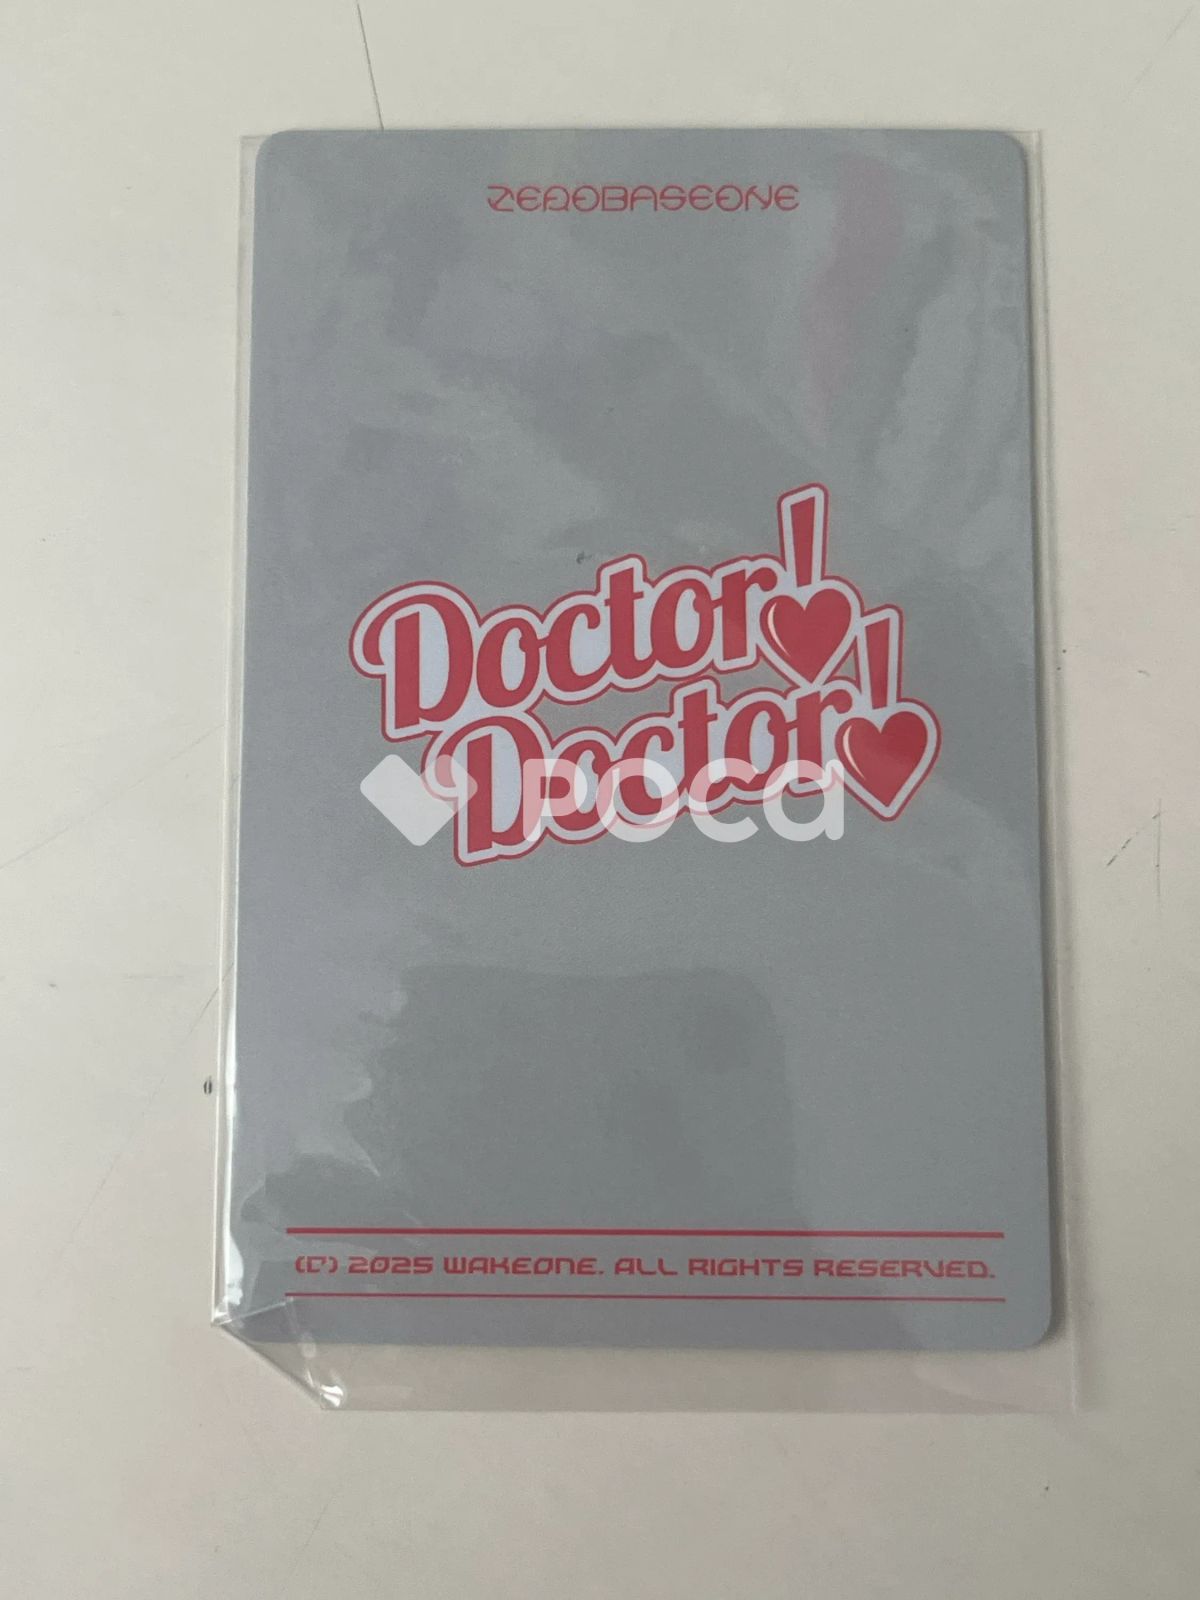 ZEROBASEONE
Doctor!
Doctor!
POCA
(C) 2025 WAKEONE. ALL RIGHTS RESERVED.